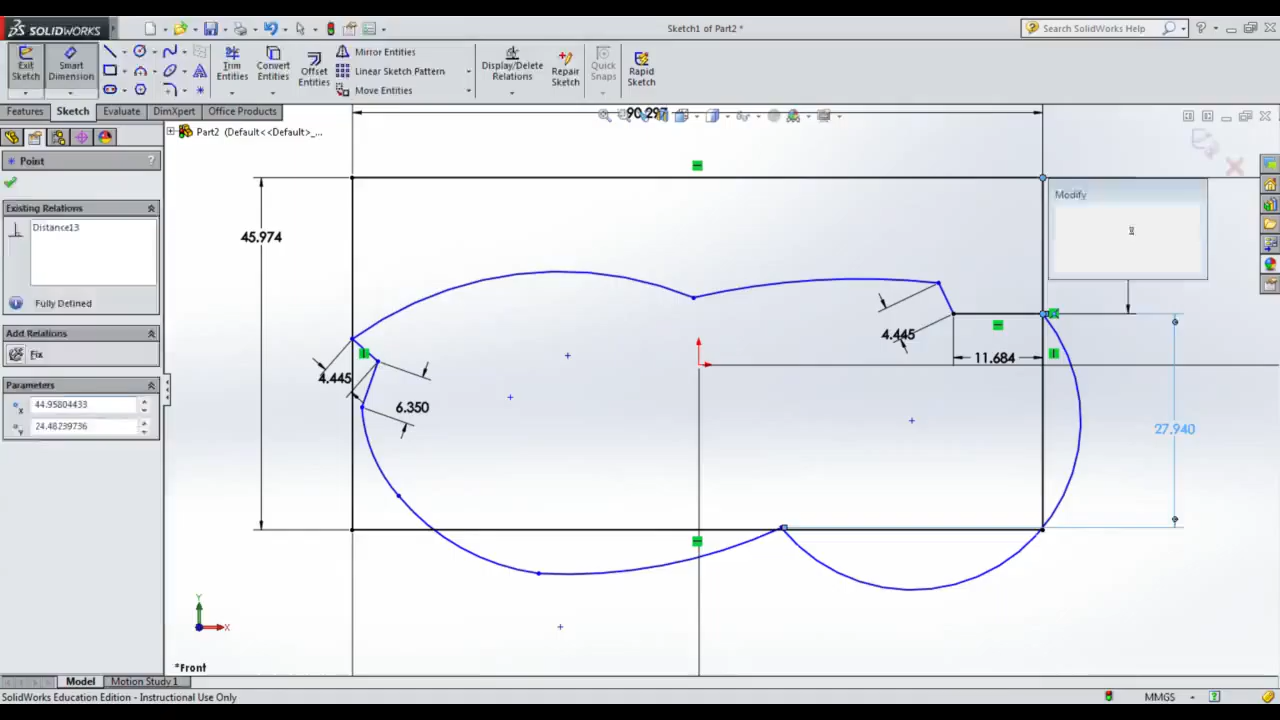 SOLIDWORKS
Sketch1 of Part2 *
Search SolidWorks Help
Exit Sketch
Smart Dimension
Trim Entities
Convert Entities
Offset Entities
Mirror Entities
Linear Sketch Pattern
Move Entities
Display/Delete Relations
Repair Sketch
Quick Snaps
Rapid Sketch
Features Sketch Evaluate DimXpert Office Products
Part2 (Default<<Default>_...
90.297
Point ?
Existing Relations
Distance13
Fully Defined
Add Relations
Fix
Parameters
x 44.95804433
y 24.48239736
Modify
45.974
4.445
6.350
4.445
11.684
27.940
Y
X
*Front
Model Motion Study 1
SolidWorks Education Edition - Instructional Use Only
MMGS